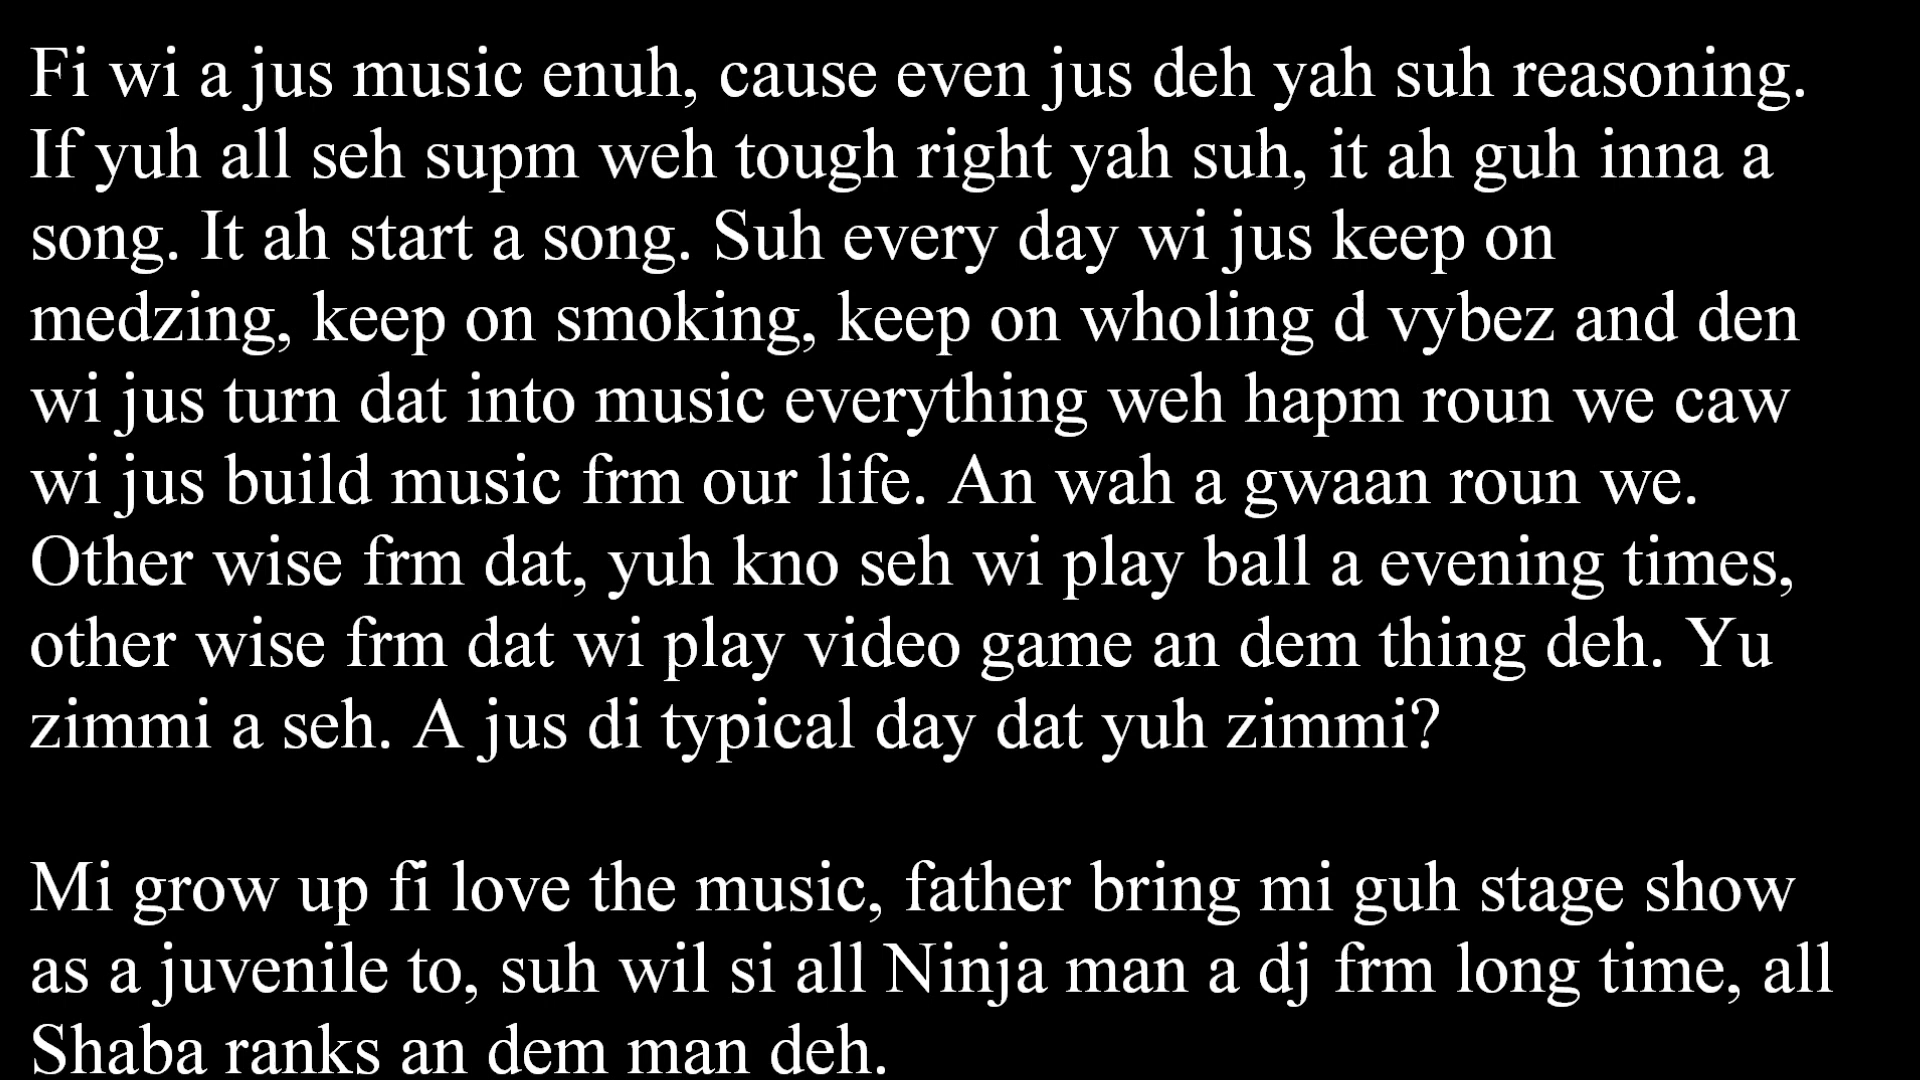 Fi wi a jus music enuh, cause even jus deh yah suh reasoning.
If yuh all seh supm weh tough right yah suh, it ah guh inna a
song. It ah start a song. Suh every day wi jus keep on
medzing, keep on smoking, keep on wholing d vybez and den
wi jus turn dat into music everything weh hapm roun we caw
wi jus build music frm our life. An wah a gwaan roun we.
Other wise frm dat, yuh kno seh wi play ball a evening times,
other wise frm dat wi play video game an dem thing deh. Yu
zimmi a seh. A jus di typical day dat yuh zimmi?
Mi grow up fi love the music, father bring mi guh stage show
as a juvenile to, suh wil si all Ninja man a dj frm long time, all
Shaba ranks an dem man deh.